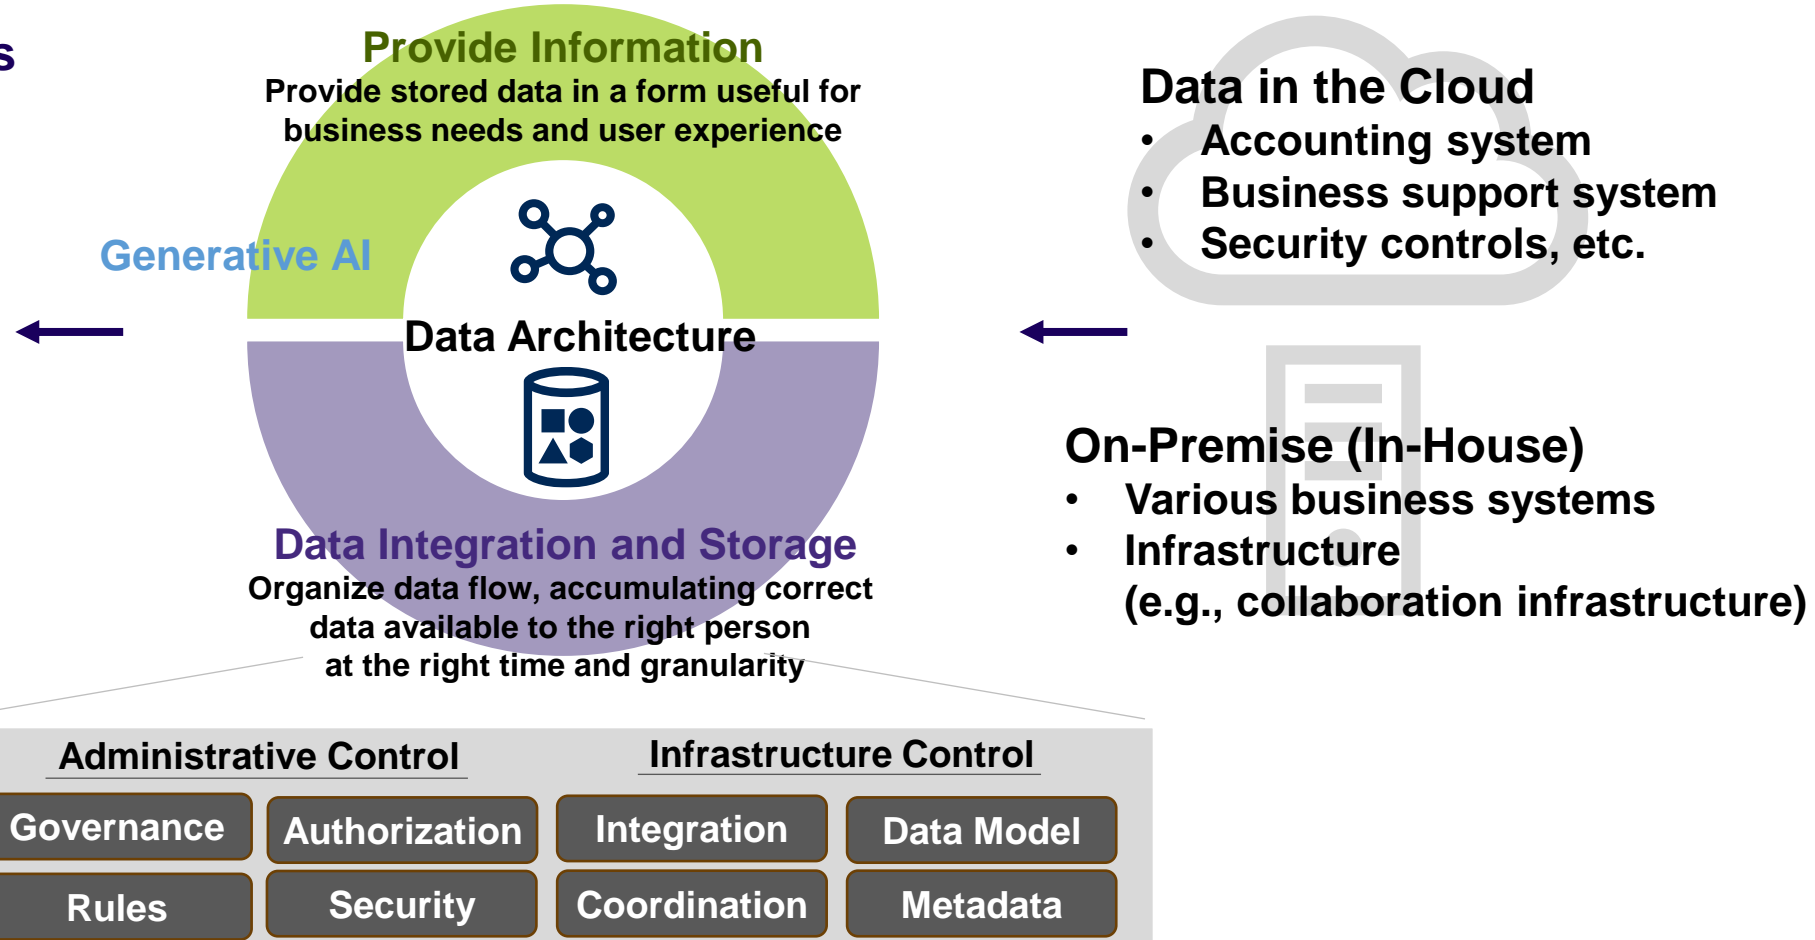 s
Provide Information
Provide stored data in a form useful for
business needs and user experience
Generative AI
Data Architecture
Data Integration and Storage
Organize data flow, accumulating correct
data available to the right person
at the right time and granularity
Data in the Cloud
• Accounting system
• Business support system
• Security controls, etc.
On-Premise (In-House)
• Various business systems
• Infrastructure
(e.g., collaboration infrastructure)
Administrative Control
Infrastructure Control
Governance
Authorization
Integration
Data Model
Rules
Security
Coordination
Metadata